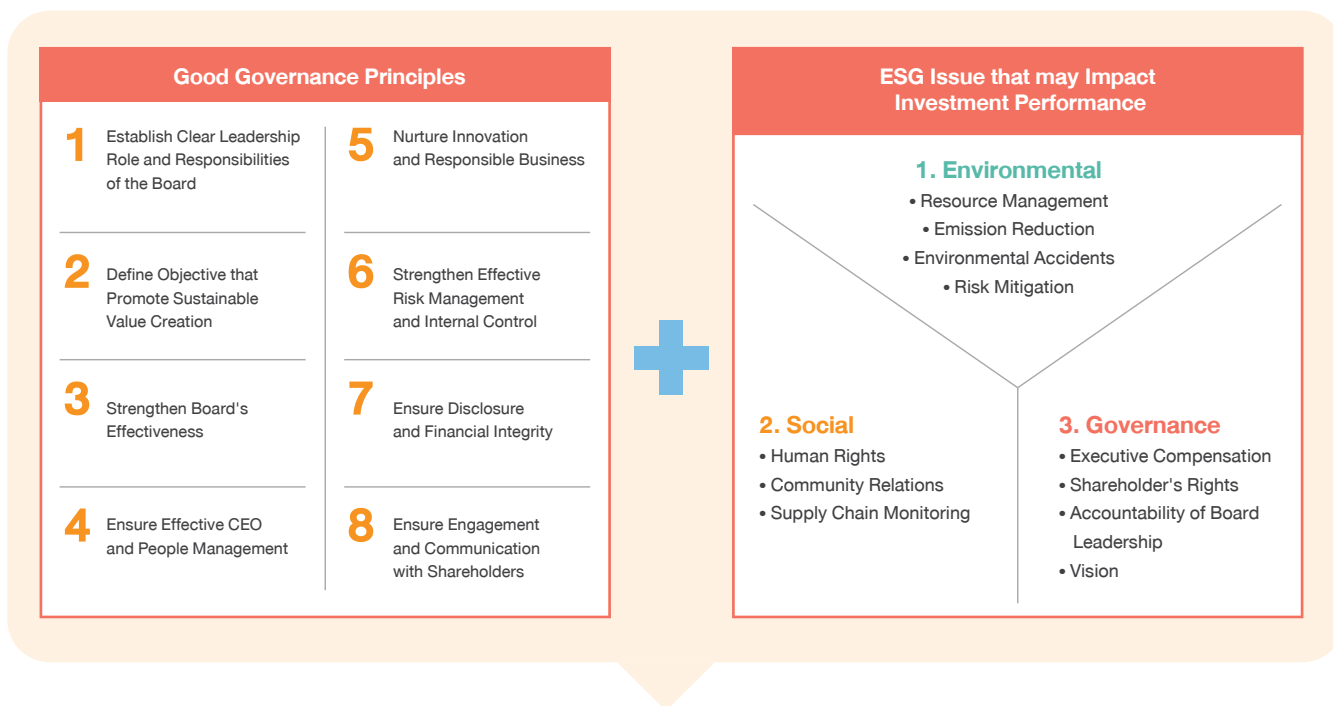 Good Governance Principles
1
Establish Clear Leadership
Role and Responsibilities
of the Board
2
Define Objective that
Promote Sustainable
Value Creation
3
Strengthen Board's
Effectiveness
4
Ensure Effective CEO
and People Management
5
Nurture Innovation
and Responsible Business
6
Strengthen Effective
Risk Management
and Internal Control
7
Ensure Disclosure
and Financial Integrity
8
Ensure Engagement
and Communication
with Shareholders
ESG Issue that may Impact
Investment Performance
1. Environmental
• Resource Management
• Emission Reduction
• Environmental Accidents
• Risk Mitigation
2. Social
• Human Rights
• Community Relations
• Supply Chain Monitoring
3. Governance
• Executive Compensation
• Shareholder's Rights
• Accountability of Board
Leadership
• Vision